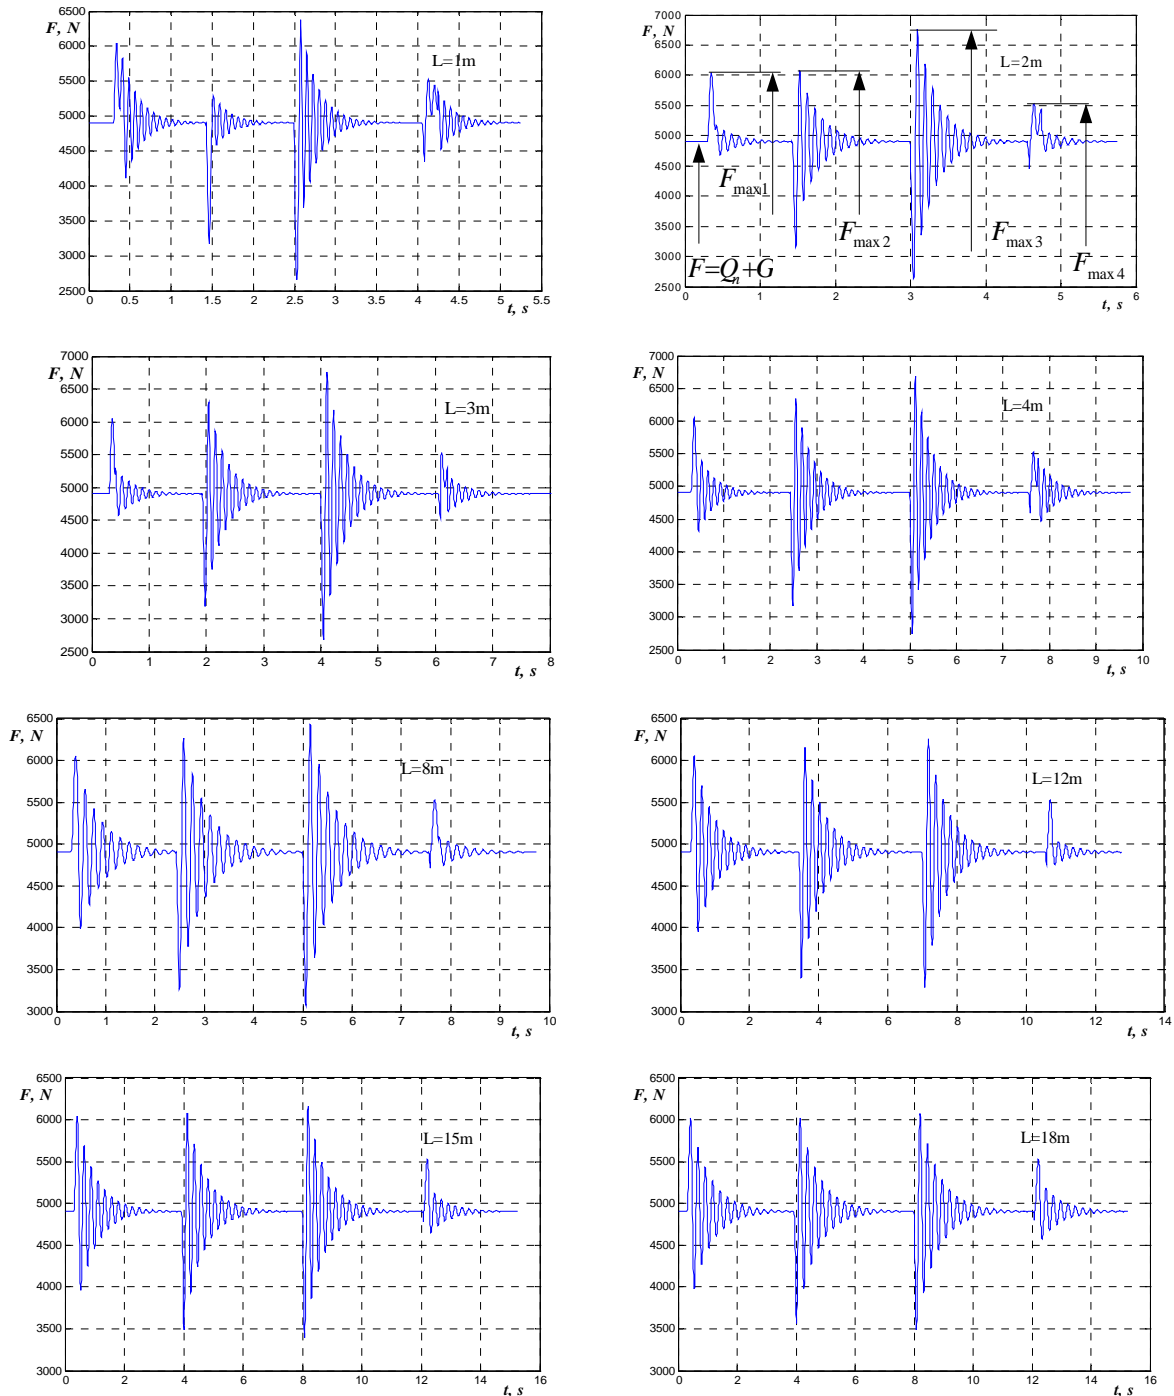 F, N
6500
6000
5500
5000
4500
4000
3500
3000
2500
L=1m
0 0.5 1 1.5 2 2.5 3 3.5 4 4.5 5 5.5
t, s
F, N
7000
6500
6000
5500
5000
4500
4000
3500
3000
2500
L=2m
Fmax1
Fmax2
Fmax3
Fmax4
F=Qn+G
0 1 2 3 4 5 6
t, s
F, N
7000
6500
6000
5500
5000
4500
4000
3500
3000
2500
L=3m
0 1 2 3 4 5 6 7 8
t, s
F, N
7000
6500
6000
5500
5000
4500
4000
3500
3000
2500
L=4m
0 1 2 3 4 5 6 7 8 9 10
t, s
F, N
6500
6000
5500
5000
4500
4000
3500
3000
L=8m
0 1 2 3 4 5 6 7 8 9 10
t, s
F, N
6500
6000
5500
5000
4500
4000
3500
3000
L=12m
0 2 4 6 8 10 12 14
t, s
F, N
6500
6000
5500
5000
4500
4000
3500
3000
L=15m
0 2 4 6 8 10 12 14 16
t, s
F, N
6500
6000
5500
5000
4500
4000
3500
3000
L=18m
0 2 4 6 8 10 12 14 16
t, s